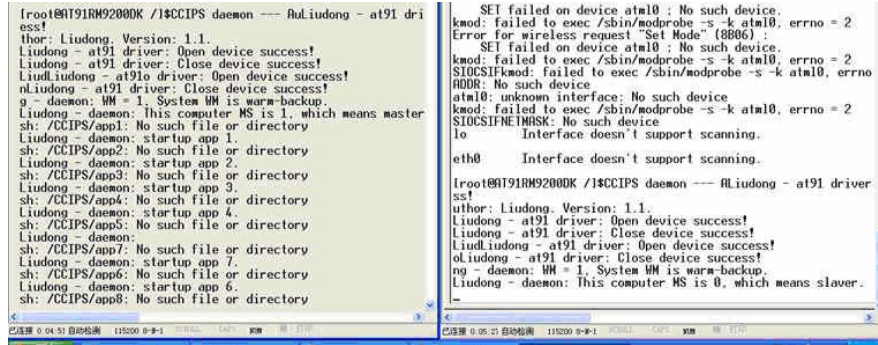 [root@AT91RM9200DK /]$CCIPS daemon --- AuLiudong - at91 dri
ess!
thor: Liudong. Version: 1.1.
Liudong - at91 driver: Open device success!
Liudong - at91 driver: Close device success!
LiudLiudong - at91o driver: Open device success!
nLiudong - at91 driver: Close device success!
g - daemon: WM = 1, System WM is warm-backup.
Liudong - daemon: This computer MS is 1, which means master
sh: /CCIPS/app1: No such file or directory
Liudong - daemon: startup app 1.
sh: /CCIPS/app2: No such file or directory
Liudong - daemon: startup app 2.
sh: /CCIPS/app3: No such file or directory
Liudong - daemon: startup app 3.
sh: /CCIPS/app4: No such file or directory
Liudong - daemon: startup app 4.
sh: /CCIPS/app5: No such file or directory
Liudong - daemon:
sh: /CCIPS/app7: No such file or directory
Liudong - daemon: startup app 7.
sh: /CCIPS/app6: No such file or directory
Liudong - daemon: startup app 6.
sh: /CCIPS/app8: No such file or directory
已连接 0:04:51 自动检测 115200 8-N-1 SCROLL CAPS NUM 打印
SET failed on device atml0 ; No such device.
kmod: failed to exec /sbin/modprobe -s -k atml0, errno = 2
Error for wireless request "Set Mode" (8B06) :
SET failed on device atml0 ; No such device.
kmod: failed to exec /sbin/modprobe -s -k atml0, errno = 2
SIOCSIFkmod: failed to exec /sbin/modprobe -s -k atml0, errno
ADDR: No such device
atml0: unknown interface: No such device
kmod: failed to exec /sbin/modprobe -s -k atml0, errno = 2
SIOCSIFNETMASK: No such device
lo Interface doesn't support scanning.
eth0 Interface doesn't support scanning.
[root@AT91RM9200DK /]$CCIPS daemon --- ALiudong - at91 driver
ss!
uthor: Liudong. Version: 1.1.
Liudong - at91 driver: Open device success!
Liudong - at91 driver: Close device success!
LiudLiudong - at91 driver: Open device success!
oLiudong - at91 driver: Close device success!
ng - daemon: WM = 1, System WM is warm-backup.
Liudong - daemon: This computer MS is 0, which means slaver.
已连接 0:05:21 自动检测 115200 8-N-1 SCROLL CAPS NUM 打印